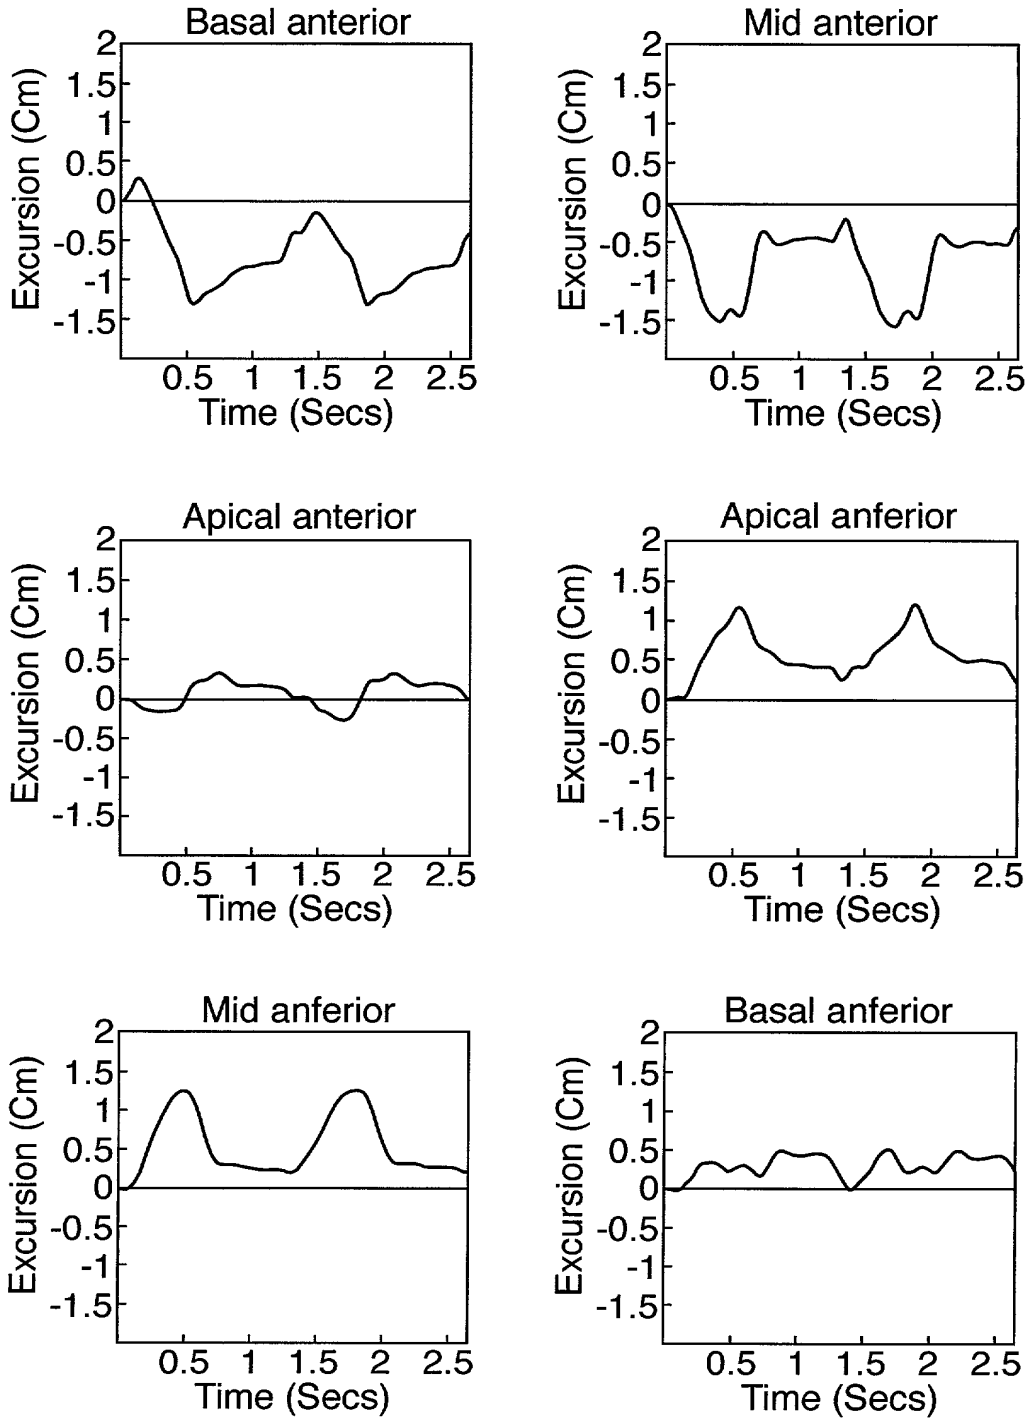 Basal anterior
2
1.5
1
0.5
0
-0.5
-1
-1.5
Excursion (Cm)
0.5 1 1.5 2 2.5
Time (Secs)
Mid anterior
2
1.5
1
0.5
0
-0.5
-1
-1.5
Excursion (Cm)
0.5 1 1.5 2 2.5
Time (Secs)
Apical anterior
2
1.5
1
0.5
0
-0.5
-1
-1.5
Excursion (Cm)
0.5 1 1.5 2 2.5
Time (Secs)
Apical anferior
2
1.5
1
0.5
0
-0.5
-1
-1.5
Excursion (Cm)
0.5 1 1.5 2 2.5
Time (Secs)
Mid anferior
2
1.5
1
0.5
0
-0.5
-1
-1.5
Excursion (Cm)
0.5 1 1.5 2 2.5
Time (Secs)
Basal anferior
2
1.5
1
0.5
0
-0.5
-1
-1.5
Excursion (Cm)
0.5 1 1.5 2 2.5
Time (Secs)